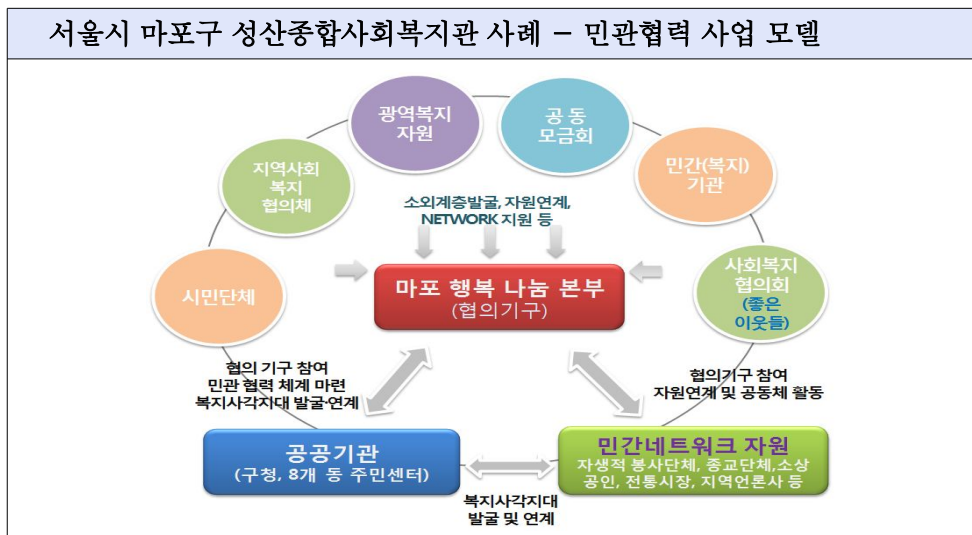 서울시 마포구 성산종합사회복지관 사례 – 민관협력 사업 모델
광역복지
자원
공 동
모금회
지역사회
복지
협의체
민간(복지)
기관
소외계층발굴, 자원연계,
NETWORK 지원 등
시민단체
마포 행복 나눔 본부
(협의기구)
사회복지
협의회
(좋은
이웃들)
협의 기구 참여
민관 협력 체계 마련
복지사각지대 발굴·연계
협의기구 참여
자원연계 및 공동체 활동
공공기관
(구청, 8개 동 주민센터)
민간네트워크 자원
자생적 봉사단체, 종교단체,소상
공인, 전통시장, 지역언론사 등
복지사각지대
발굴 및 연계